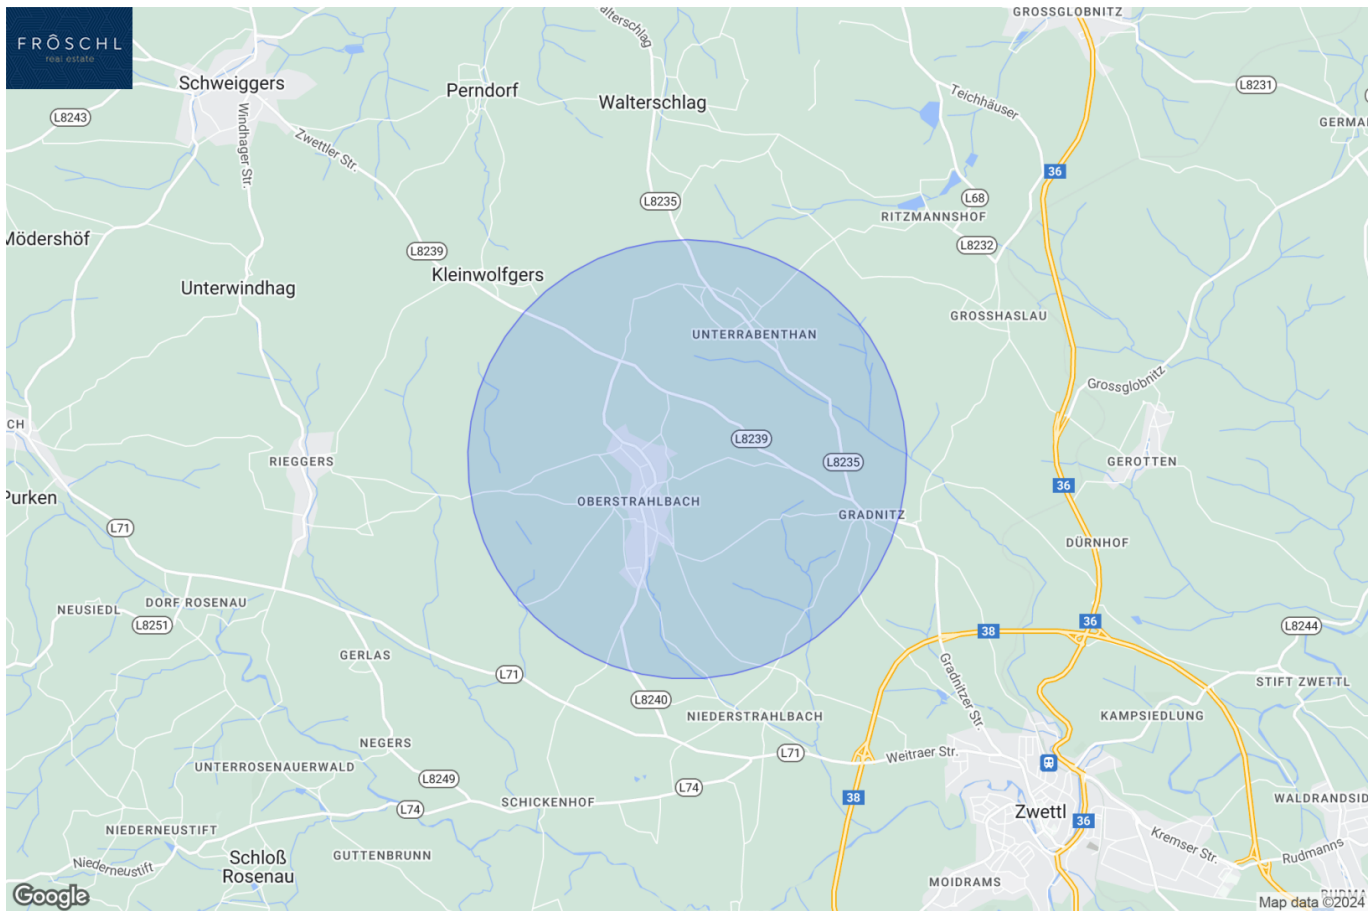 FRÖSCHL
real estate
GROSSGLOBNITZ
Schweiggers
Perndorf
Walterschlag
Teichhäuser
L8231
L8243
Windhager Str.
Zwettler Str.
36
L8235
L68
RITZMANNSHOF
Mödershöf
L8239
L8232
Kleinwolfgers
Unterwindhag
GROSSHASLAU
UNTERRABENTHAN
Grossglobnitz
CH
L8239
L8235
RIEGGERS
GEROTTEN
Purken
36
OBERSTRAHLBACH
GRADNITZ
L71
DÜRNHOF
DORF ROSENAU
NEUSIEDL
L8251
36
38
L8244
GERLAS
L71
Gradnitzer Str.
STIFT ZWETTL
L8240
NIEDERSTRAHLBACH
KAMPSIEDLUNG
NEGERS
L71
Weitraer Str.
UNTERROSENAUERWALD
L8249
L74
38
WALDRANDSIED
L74
SCHICKENHOF
Zwettl
36
NIEDERNEUSTIFT
Kremser Str.
Rudmanns
Niederneustift
Schloß
Rosenau
GUTTENBRUNN
MOIDRAMS
Google
Map data ©2024